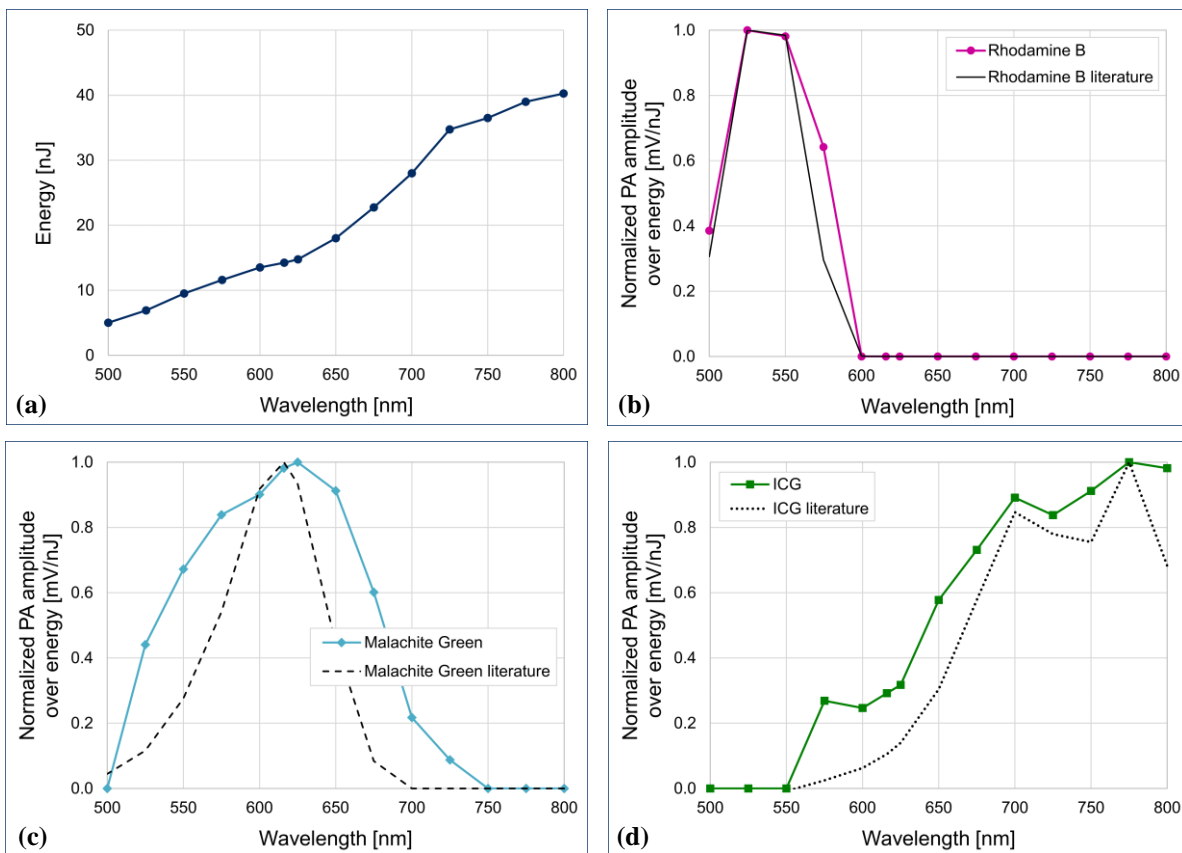 50
40
30
20
10
0
Energy [nJ]
500 550 600 650 700 750 800
Wavelength [nm]
(a)
1.0
0.8
0.6
0.4
0.2
0.0
Normalized PA amplitude
over energy [mV/nJ]
Rhodamine B
Rhodamine B literature
500 550 600 650 700 750 800
Wavelength [nm]
(b)
1.0
0.8
0.6
0.4
0.2
0.0
Normalized PA amplitude
over energy [mV/nJ]
Malachite Green
Malachite Green literature
500 550 600 650 700 750 800
Wavelength [nm]
(c)
1.0
0.8
0.6
0.4
0.2
0.0
Normalized PA amplitude
over energy [mV/nJ]
ICG
ICG literature
500 550 600 650 700 750 800
Wavelength [nm]
(d)